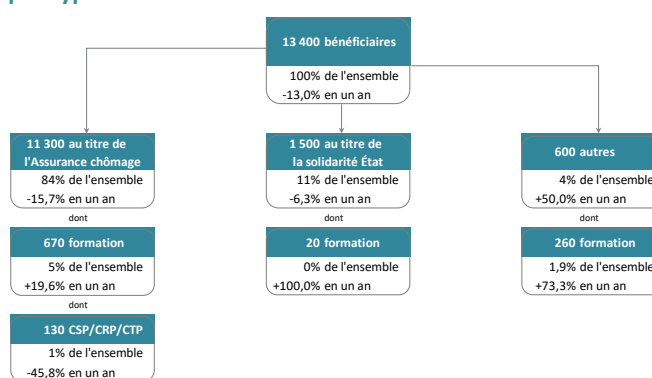 13 400 bénéficiaires
100% de l'ensemble
-13,0% en un an
11 300 au titre de
l'Assurance chômage
84% de l'ensemble
-15,7% en un an
dont
670 formation
5% de l'ensemble
+19,6% en un an
dont
130 CSP/CRP/CTP
1% de l'ensemble
-45,8% en un an
1 500 au titre de
la solidarité État
11% de l'ensemble
-6,3% en un an
dont
20 formation
0% de l'ensemble
+100,0% en un an
600 autres
4% de l'ensemble
+50,0% en un an
dont
260 formation
1,9% de l'ensemble
+73,3% en un an